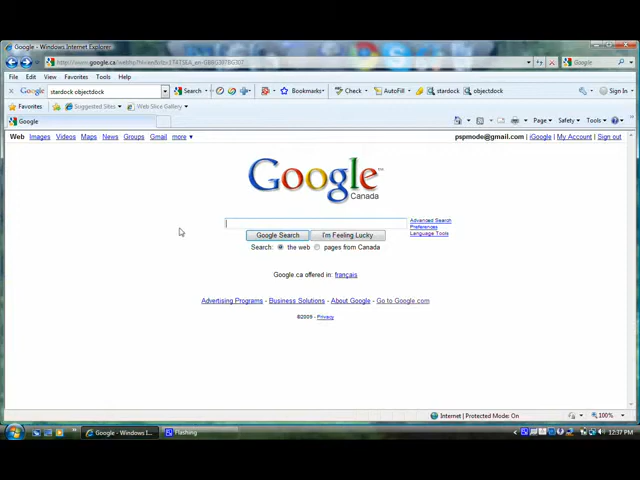 Google - Windows Internet Explorer
Google
File Edit View Favorites Tools Help
Google stardock objectdock Search Bookmarks Check AutoFill stardock objectdock Sign In
Favorites Suggested Sites Web Slice Gallery
Google Page Safety Tools
Web Images Videos Maps News Groups Gmail more pspmode@gmail.com | iGoogle | My Account | Sign out
Google™
Canada
Advanced Search
Preferences
Language Tools
Google Search I'm Feeling Lucky
Search: the web pages from Canada
Google.ca offered in: français
Advertising Programs - Business Solutions - About Google - Go to Google.com
©2009 - Privacy
Internet | Protected Mode: On 100%
Google - Windows I... Flashing 12:37 PM